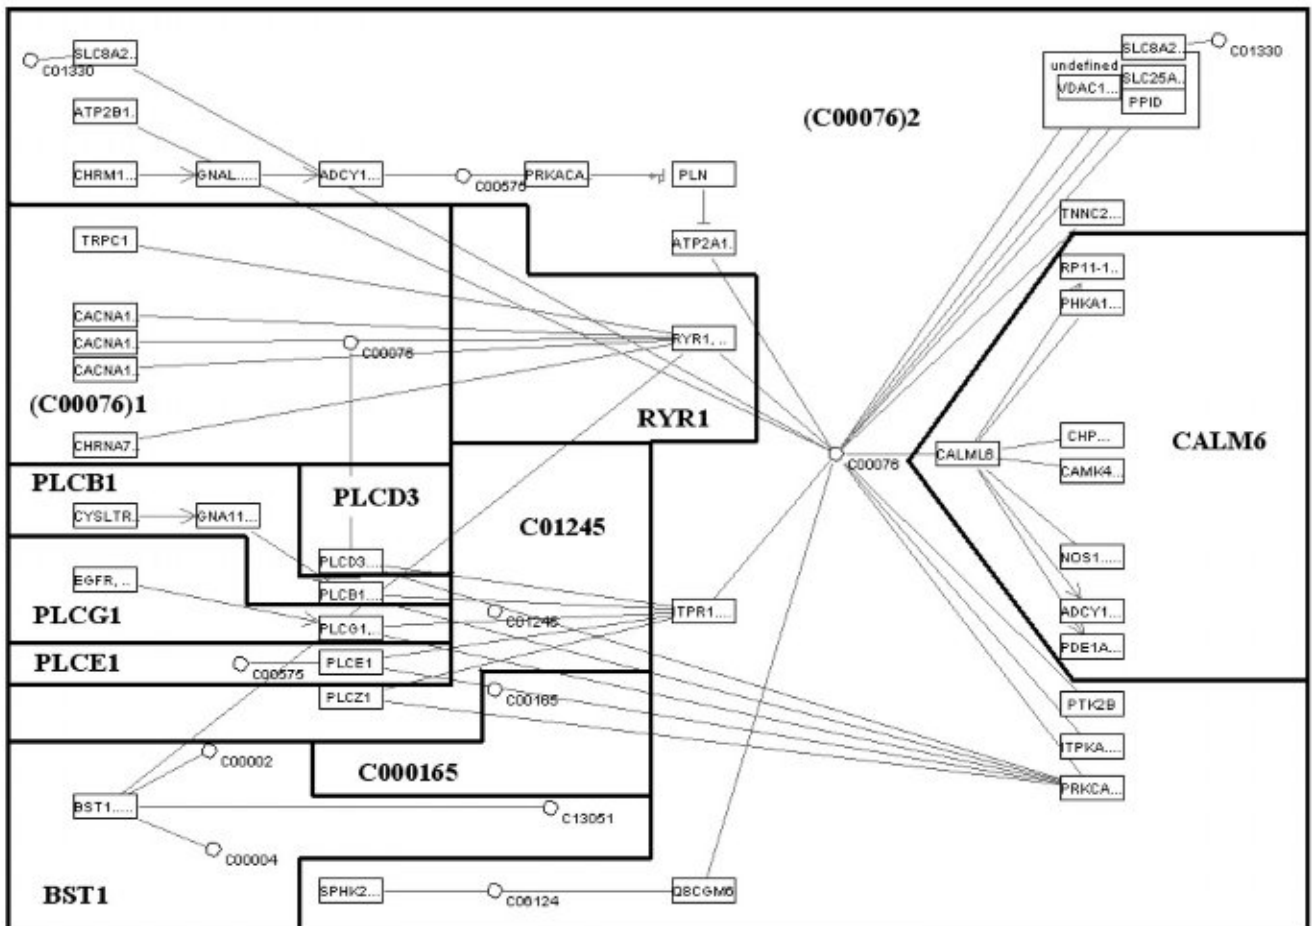 SLC8A2..
C01330
SLC8A2..
C01330
undefined
VDAC1...
SLC25A..
PPID
ATP2B1.
(C00076)2
CHRM1...
GNAL.....
ADCY1...
C00575
PRKACA..
PLN
TNNC2...
TRPC1
ATP2A1.
RP11-1..
PHKA1...
CACNA1..
CACNA1..
CACNA1..
C00076
RYR1, ..
(C00076)1
RYR1
CHRNA7..
CHP...
CALM6
C00076
CALML6
CAMK4...
PLCB1
PLCD3
CYSLTR..
GNA11...
C01245
PLCD3...
NOS1.....
EGFR, ...
PLCB1...
PLCG1
PLCG1,..
C01245
ITPR1....
ADCY1...
PLCE1
PLCE1
PDE1A...
C00575
PLCZ1
C00165
PTK2B
C00002
ITPKA....
C000165
PRKCA...
BST1.....
C13051
C00004
BST1
SPHK2...
C06124
Q8CGM6